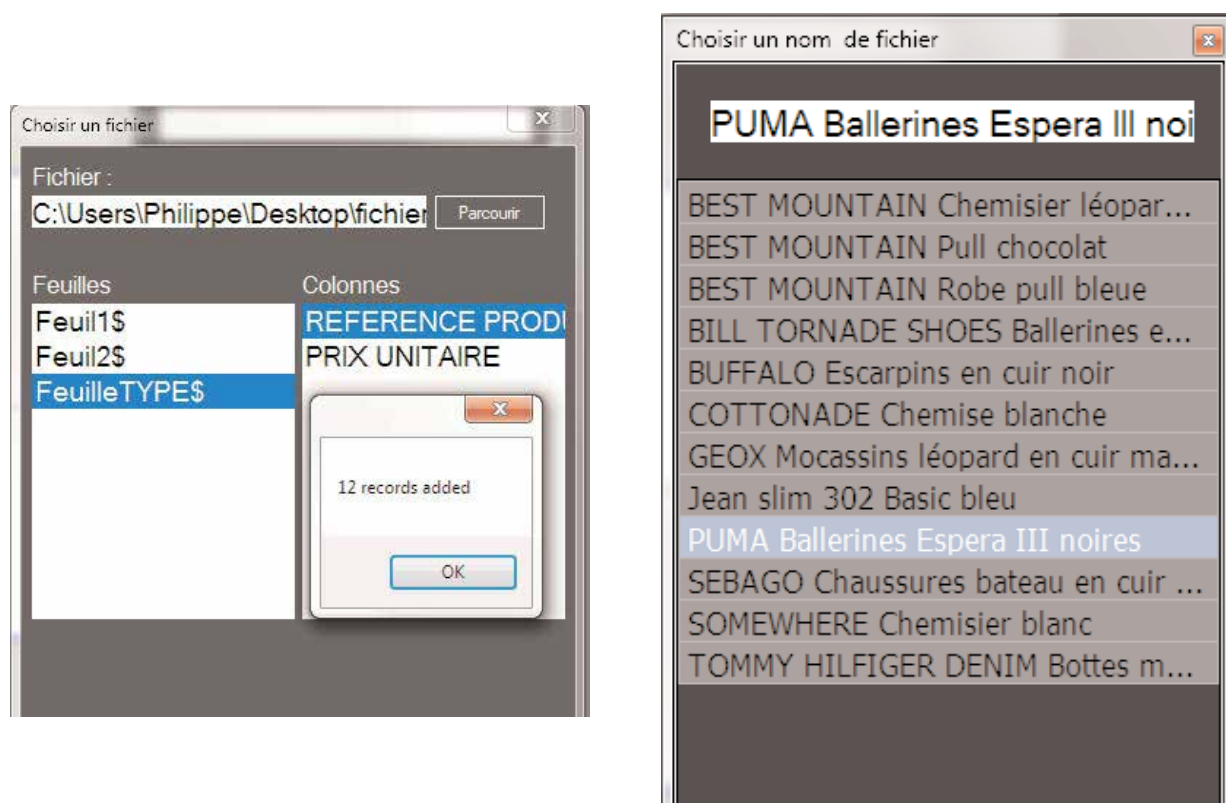 Choisir un fichier
Fichier :
C:\Users\Philippe\Desktop\fichier
Parcourir
Feuilles
Colonnes
Feuil1$
REFERENCE PRODU
Feuil2$
PRIX UNITAIRE
FeuilleTYPE$
12 records added
OK
Choisir un nom de fichier
PUMA Ballerines Espera III noi
BEST MOUNTAIN Chemisier léopar...
BEST MOUNTAIN Pull chocolat
BEST MOUNTAIN Robe pull bleue
BILL TORNADE SHOES Ballerines e...
BUFFALO Escarpins en cuir noir
COTTONADE Chemise blanche
GEOX Mocassins léopard en cuir ma...
Jean slim 302 Basic bleu
PUMA Ballerines Espera III noires
SEBAGO Chaussures bateau en cuir ...
SOMEWHERE Chemisier blanc
TOMMY HILFIGER DENIM Bottes m...